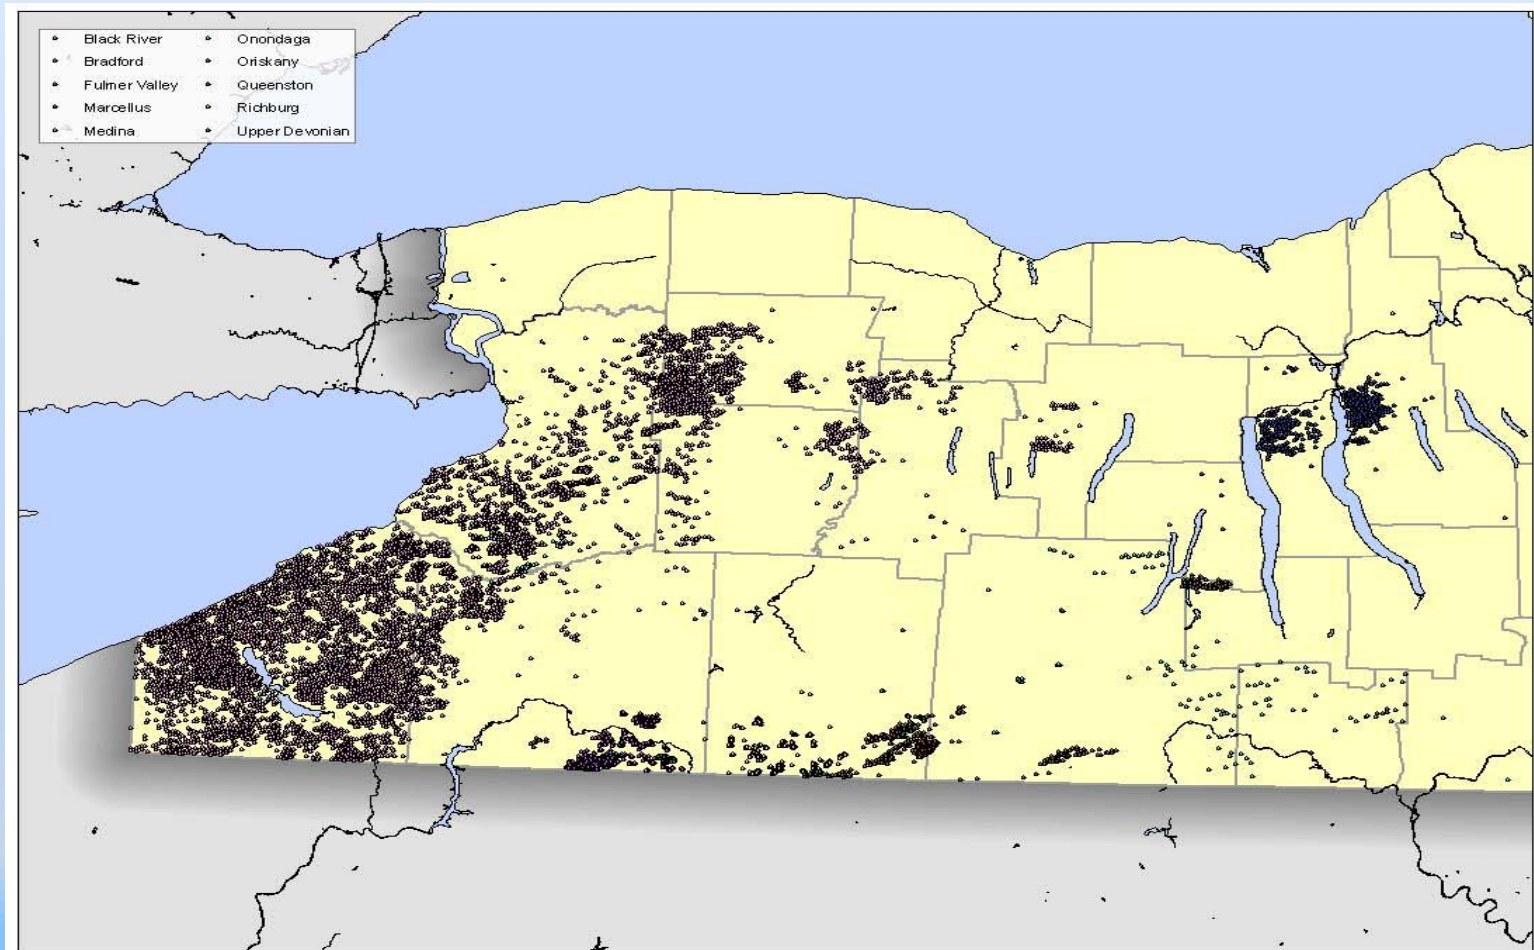 Black River Onondaga
Bradford Oriskany
Fulmer Valley Queenston
Marcellus Richburg
Medina Upper Devonian